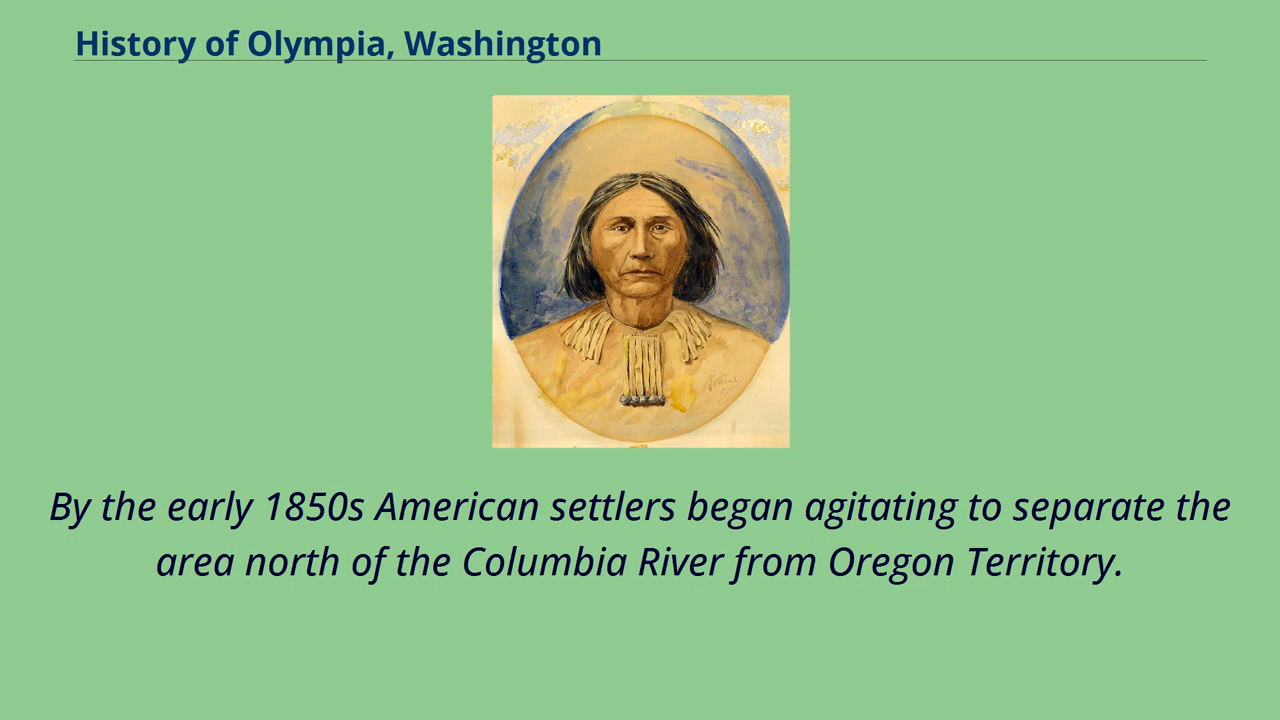 History of Olympia, Washington
By the early 1850s American settlers began agitating to separate the
area north of the Columbia River from Oregon Territory.